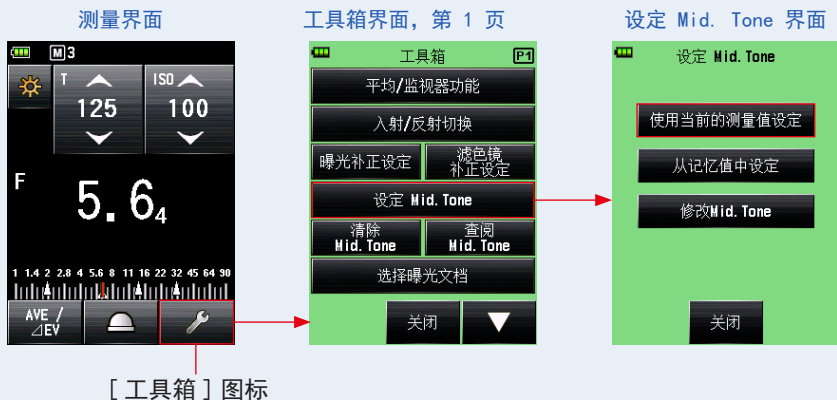 测量界面
M 3
T
125
ISO
100
F
5.6₄
1 1.4 2 2.8 4 5.6 8 11 16 22 32 45 64 90
AVE /
⊿EV
[ 工具箱 ] 图标
工具箱界面, 第 1 页
工具箱
P1
平均/监视器功能
入射/反射切换
曝光补正设定
滤色镜
补正设定
设定 Mid. Tone
清除
Mid. Tone
查阅
Mid. Tone
选择曝光文档
关闭
设定 Mid. Tone 界面
设定 Mid. Tone
使用当前的测量值设定
从记忆值中设定
修改Mid. Tone
关闭